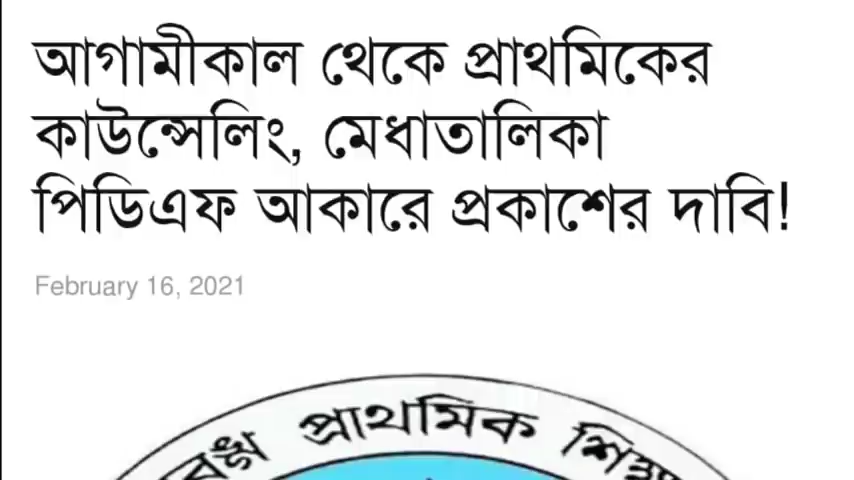 আগামীকাল থেকে প্রাথমিকের
কাউন্সেলিং, মেধাতালিকা
পিডিএফ আকারে প্রকাশের দাবি!
February 16, 2021
প্রাথমিক